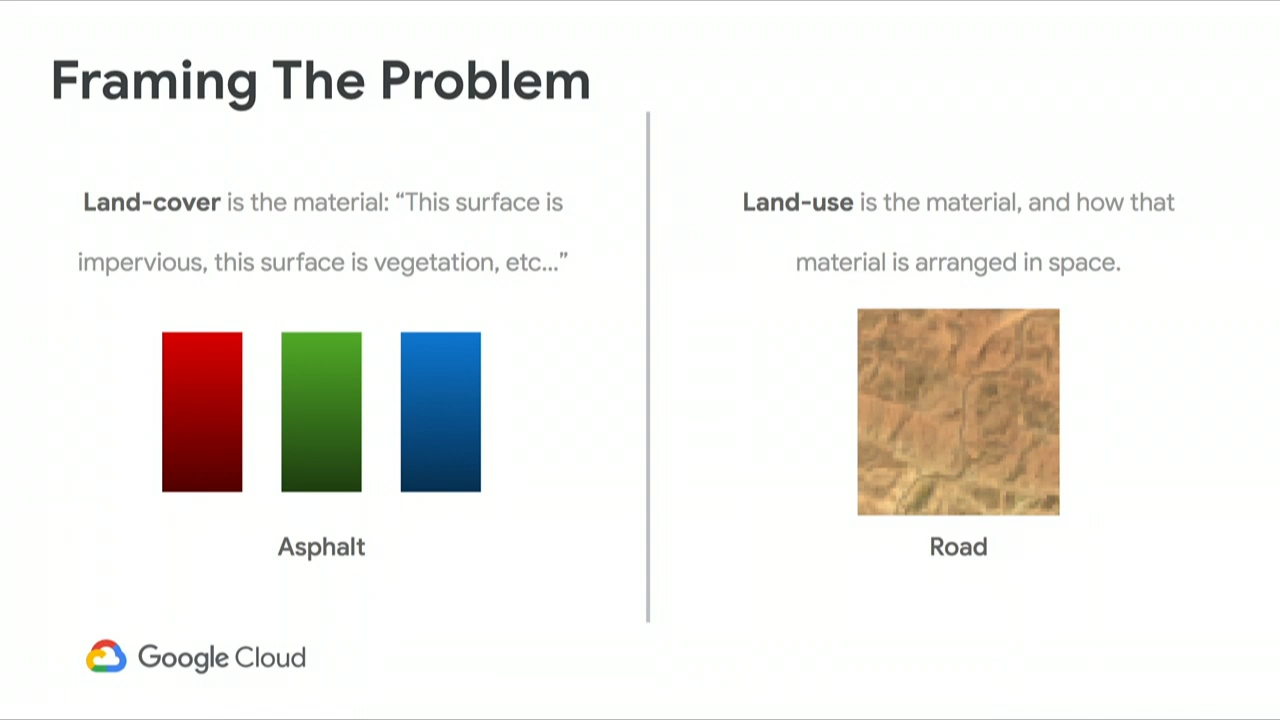 Framing The Problem
Land-cover is the material: “This surface is
impervious, this surface is vegetation, etc...”
Asphalt
Land-use is the material, and how that
material is arranged in space.
Road
Google Cloud